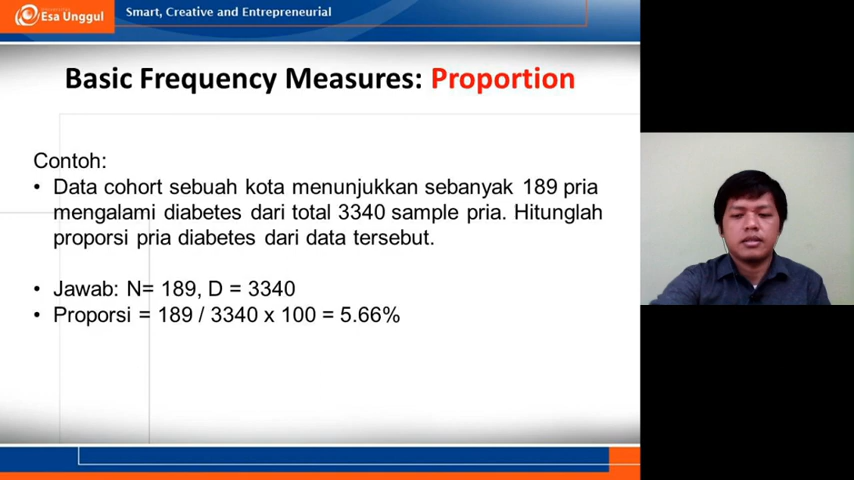 Esa Unggul
Smart, Creative and Entrepreneurial
Basic Frequency Measures: Proportion
Contoh:
• Data cohort sebuah kota menunjukkan sebanyak 189 pria
mengalami diabetes dari total 3340 sample pria. Hitunglah
proporsi pria diabetes dari data tersebut.
• Jawab: N= 189, D = 3340
• Proporsi = 189 / 3340 x 100 = 5.66%